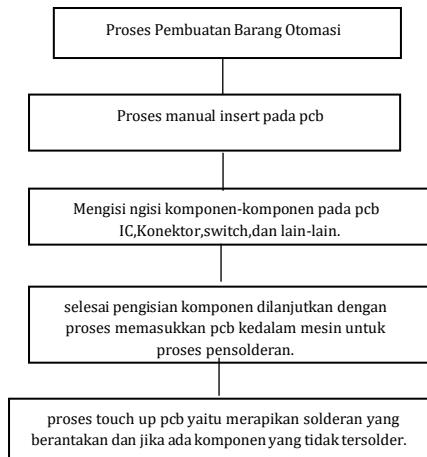 Proses Pembuatan Barang Otomasi
Proses manual insert pada pcb
Mengisi ngisi komponen-komponen pada pcb
IC,Konektor,switch,dan lain-lain.
selesai pengisian komponen dilanjutkan dengan
proses memasukkan pcb kedalam mesin untuk
proses pensolderan.
proses touch up pcb yaitu merapikan solderan yang
berantakan dan jika ada komponen yang tidak tersolder.